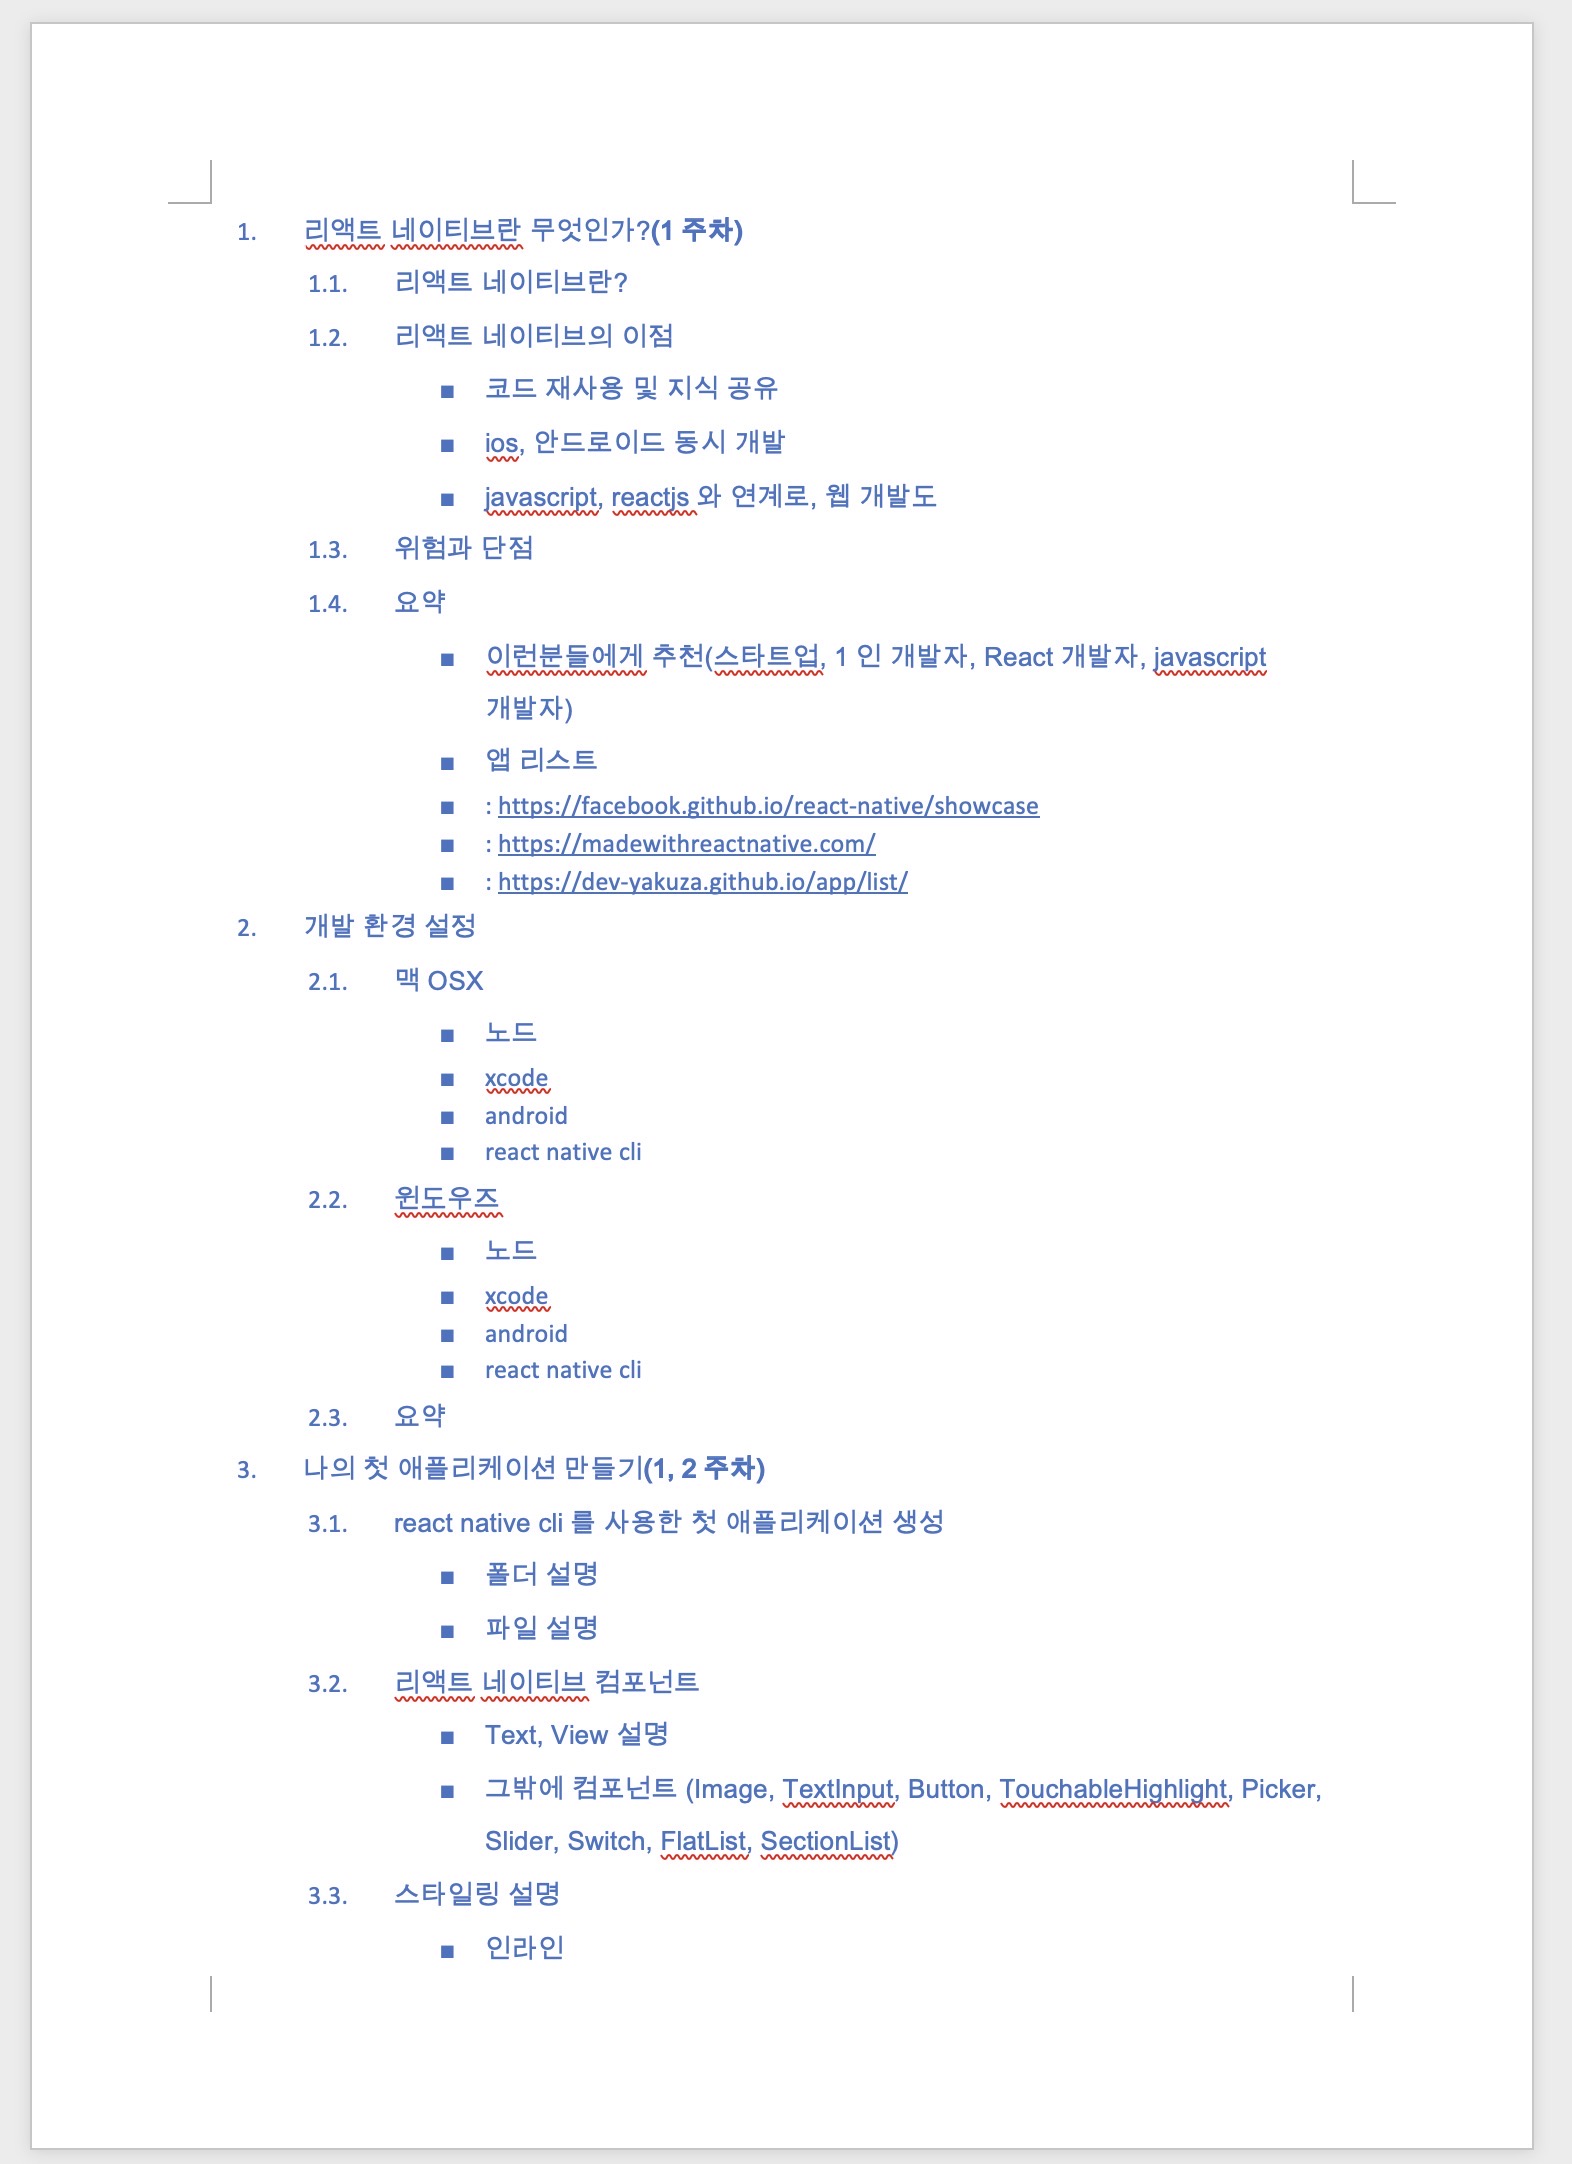 1. 리액트 네이티브란 무엇인가?(1 주차)
1.1. 리액트 네이티브란?
1.2. 리액트 네이티브의 이점
■ 코드 재사용 및 지식 공유
■ ios, 안드로이드 동시 개발
■ javascript, reactjs 와 연계로, 웹 개발도
1.3. 위험과 단점
1.4. 요약
■ 이런분들에게 추천(스타트업, 1 인 개발자, React 개발자, javascript
개발자)
■ 앱 리스트
■ : https://facebook.github.io/react-native/showcase
■ : https://madewithreactnative.com/
■ : https://dev-yakuza.github.io/app/list/
2. 개발 환경 설정
2.1. 맥 OSX
■ 노드
■ xcode
■ android
■ react native cli
2.2. 윈도우즈
■ 노드
■ xcode
■ android
■ react native cli
2.3. 요약
3. 나의 첫 애플리케이션 만들기(1, 2 주차)
3.1. react native cli 를 사용한 첫 애플리케이션 생성
■ 폴더 설명
■ 파일 설명
3.2. 리액트 네이티브 컴포넌트
■ Text, View 설명
■ 그밖에 컴포넌트 (Image, TextInput, Button, TouchableHighlight, Picker,
Slider, Switch, FlatList, SectionList)
3.3. 스타일링 설명
■ 인라인